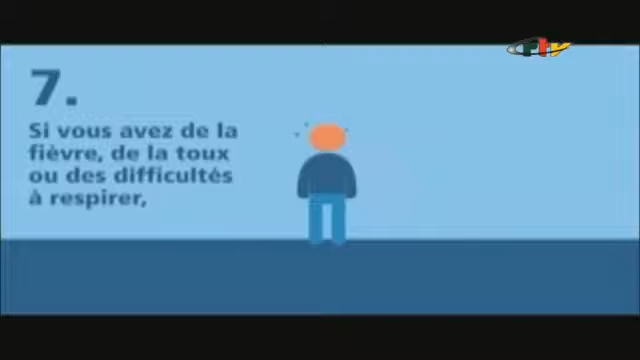 7.
Si vous avez de la
fièvre, de la toux
ou des difficultés
à respirer,